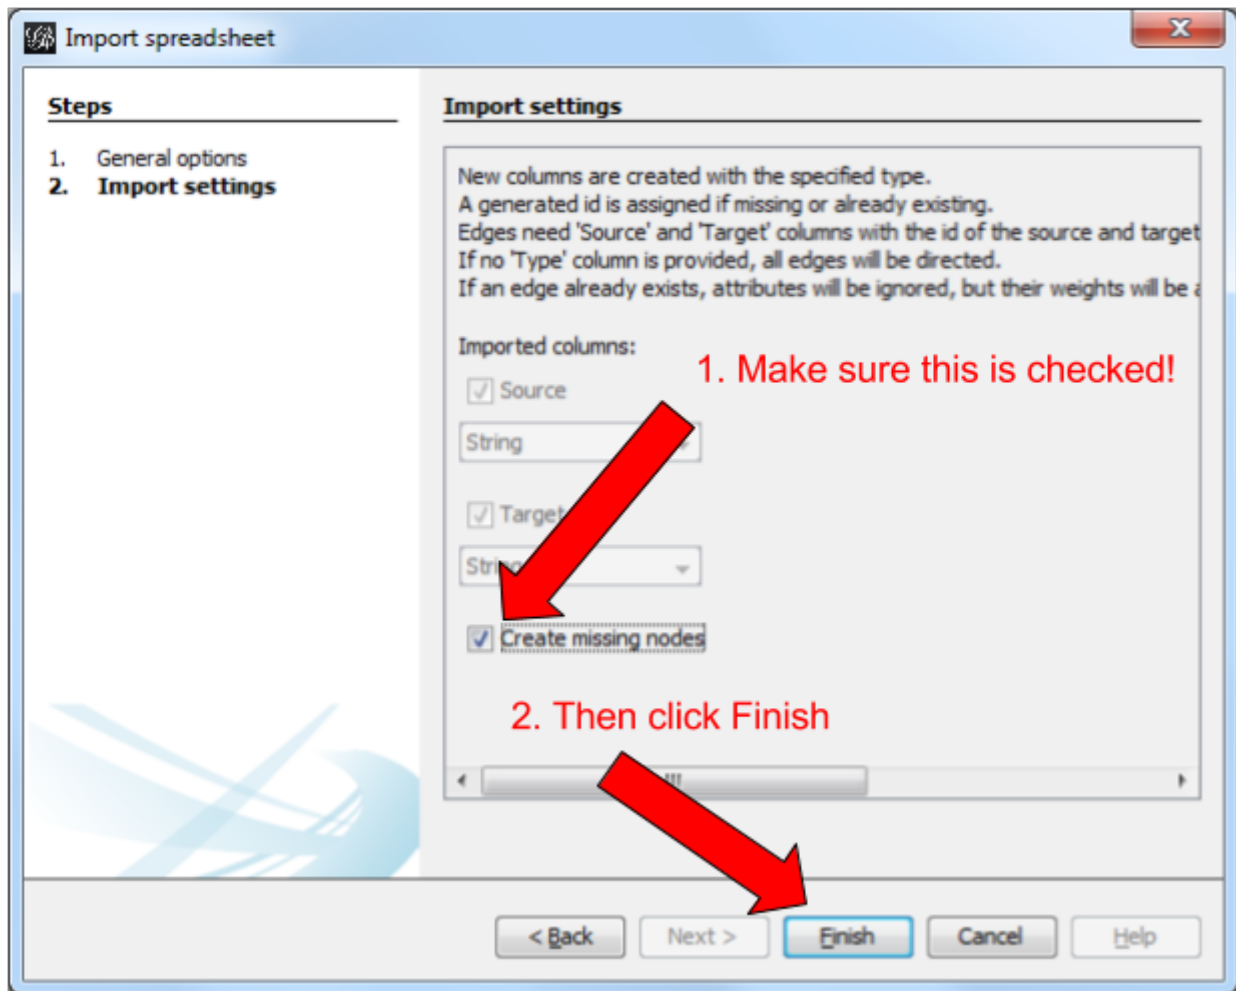 Import spreadsheet
Steps
1. General options
2. Import settings
Import settings
New columns are created with the specified type.
A generated id is assigned if missing or already existing.
Edges need 'Source' and 'Target' columns with the id of the source and target
If no 'Type' column is provided, all edges will be directed.
If an edge already exists, attributes will be ignored, but their weights will be
Imported columns:
1. Make sure this is checked!
Source
String
Target
String
Create missing nodes
2. Then click Finish
< Back
Next >
Finish
Cancel
Help